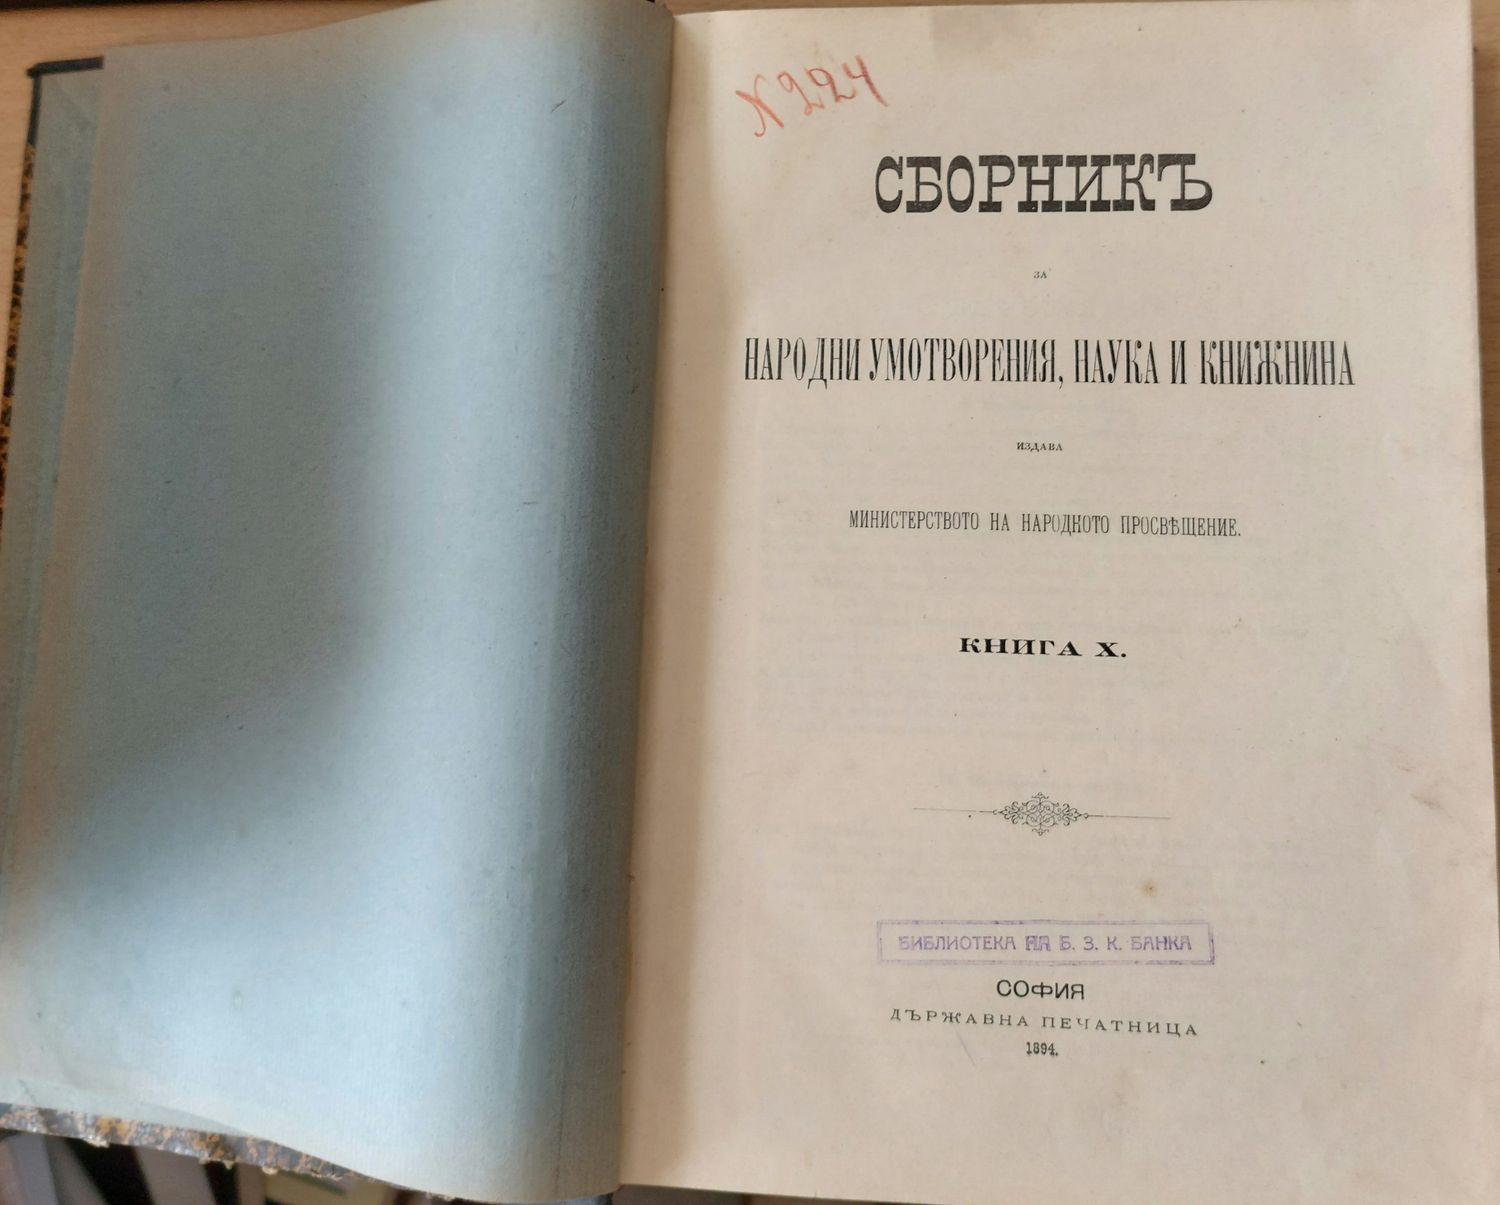 N 224
СБОРНИКЪ
ЗА
НАРОДНИ УМОТВОРЕНИЯ, НАУКА И КНИЖНИНА
ИЗДАВА
МИНИСТЕРСТВОТО НА НАРОДНОТО ПРОСВѢЩЕНИЕ.
КНИГА X.
БИБЛИОТЕКА НА Б. З. К. БАНКА
СОФИЯ
ДЪРЖАВНА ПЕЧАТНИЦА
1894.